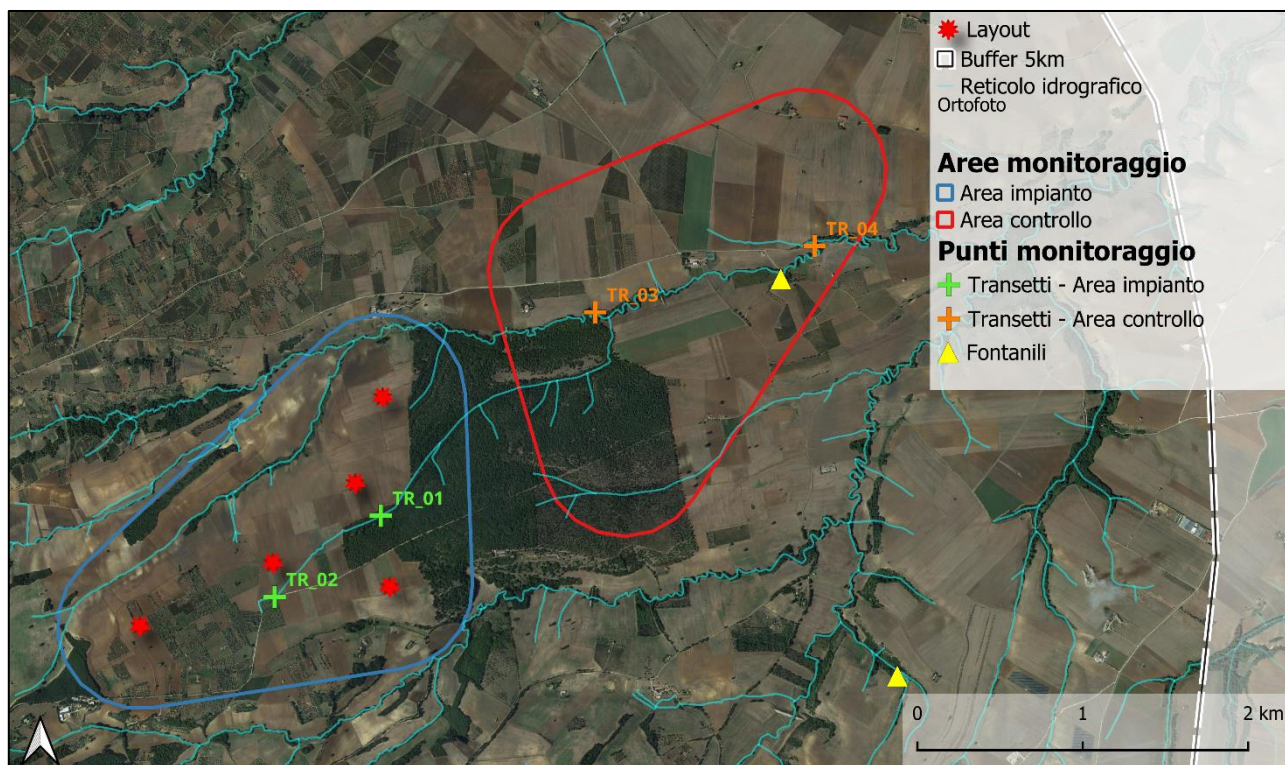 Layout
Buffer 5km
Reticolo idrografico
Ortofoto
Aree monitoraggio
Area impianto
Area controllo
Punti monitoraggio
Transetti - Area impianto
Transetti - Area controllo
Fontanili
TR_04
TR_03
TR_01
TR_02
0 1 2 km